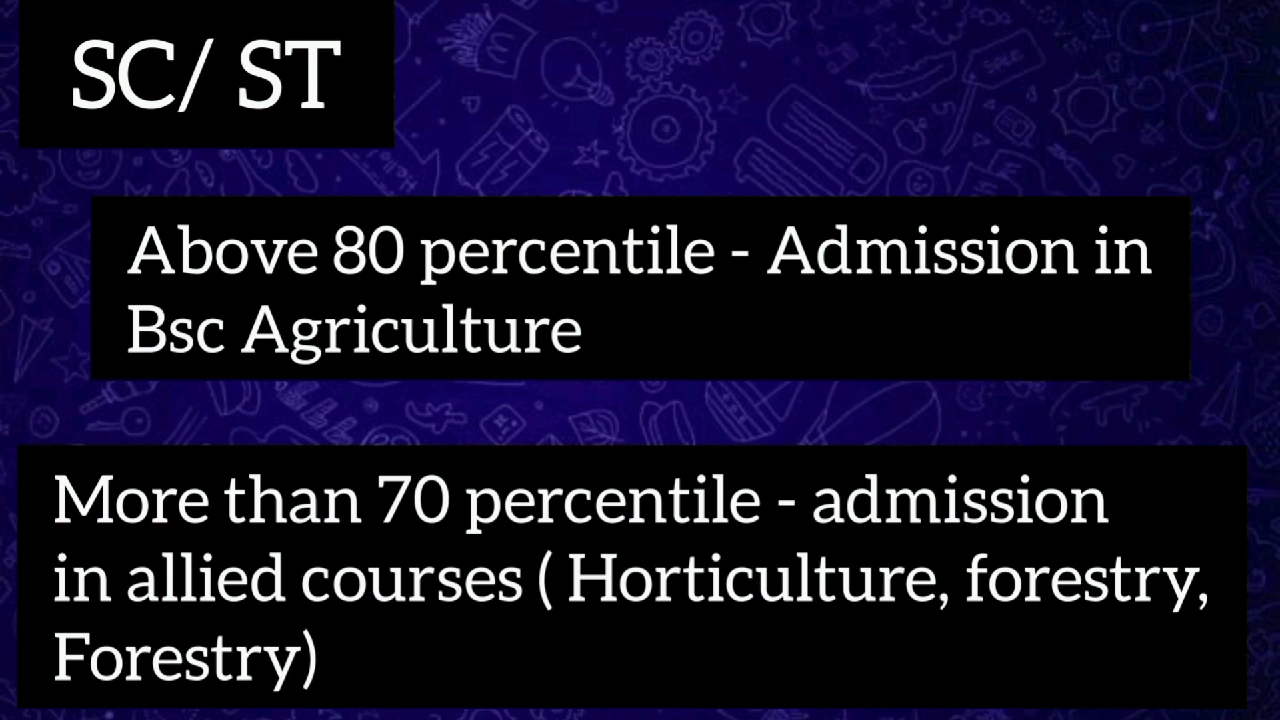 SC/ ST
Above 80 percentile - Admission in
Bsc Agriculture
More than 70 percentile - admission
in allied courses ( Horticulture, forestry,
Forestry)